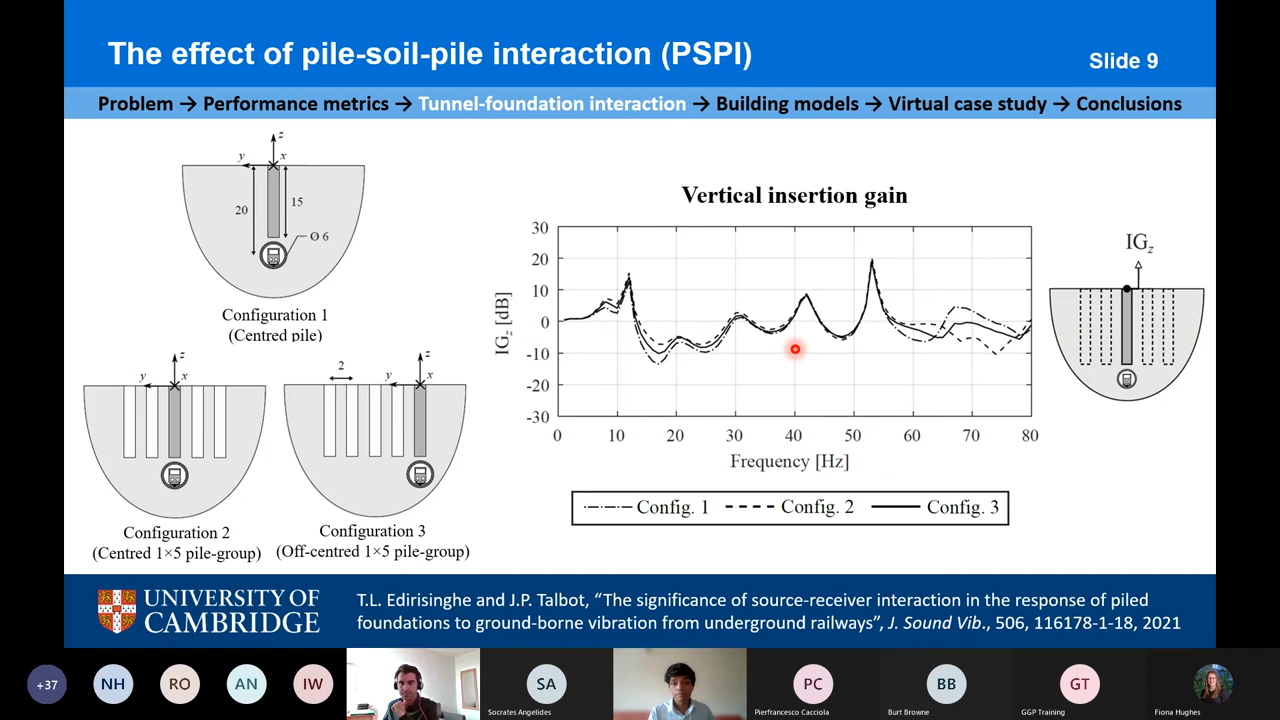 The effect of pile-soil-pile interaction (PSPI)
Slide 9
Problem → Performance metrics → Tunnel-foundation interaction → Building models → Virtual case study → Conclusions
z
y
x
20
15
Ø 6
Configuration 1
(Centred pile)
z
y
x
Configuration 2
(Centred 1×5 pile-group)
2
z
y
x
Configuration 3
(Off-centred 1×5 pile-group)
Vertical insertion gain
IGz [dB]
30
20
10
0
-10
-20
-30
0 10 20 30 40 50 60 70 80
Frequency [Hz]
Config. 1 Config. 2 Config. 3
IGz
UNIVERSITY OF
CAMBRIDGE
T.L. Edirisinghe and J.P. Talbot, “The significance of source-receiver interaction in the response of piled
foundations to ground-borne vibration from underground railways”, J. Sound Vib., 506, 116178-1-18, 2021
+37
NH
RO
AN
IW
SA
Socrates Angelides
PC
Pierfrancesco Cacciola
BB
Burt Browne
GT
GGP Training
Fiona Hughes